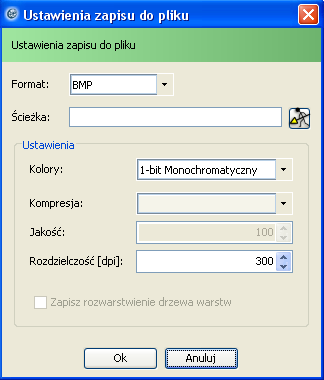 Ustawienia zapisu do pliku
Ustawienia zapisu do pliku
Format: BMP
Ścieżka:
Ustawienia
Kolory: 1-bit Monochromatyczny
Kompresja:
Jakość: 100
Rozdzielczość [dpi]: 300
Zapisz rozwarstwienie drzewa warstw
Ok Anuluj